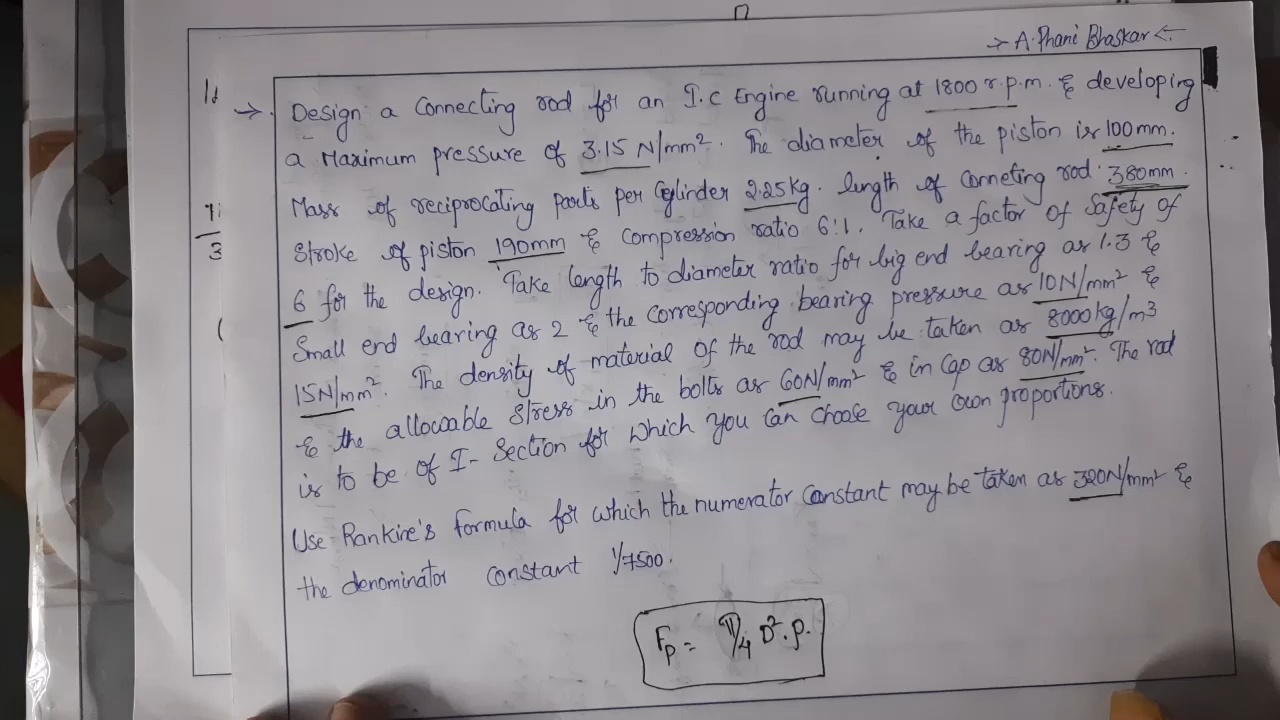 → A. Phani Bhaskar ←
→. Design a Connecting rod for an I.C Engine running at 1800 r.p.m. & developing
a Maximum pressure of 3.15 N/mm². The diameter of the piston is 100mm.
Mass of reciprocating parts per Cylinder 2.25kg. length of conneting rod 380mm.
Stroke of piston 190mm & Compression ratio 6:1. Take a factor of Safety of
6 for the design. Take length to diameter ratio for big end bearing as 1.3 &
Small end bearing as 2 & the Corresponding bearing pressure as 10N/mm² &
15N/mm². The density of material of the rod may be taken as 8000kg/m3
& the allowable stress in the bolts as 60N/mm² & in Cap as 80N/mm². The rod
is to be of I- Section for which you Can choose your own proportions.
Use Rankine's formula for which the numerator Constant may be taken as 320N/mm² &
the denominator constant 1/7500.
Fp = π/4 D². p.